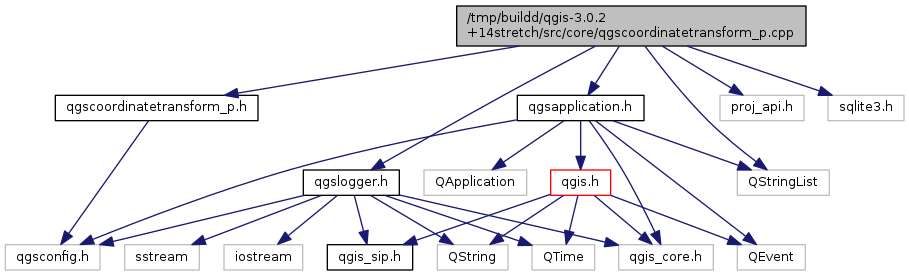 /tmp/buildd/qgis-3.0.2
+14stretch/src/core/qgscoordinatetransform_p.cpp
qgscoordinatetransform_p.h
qgsapplication.h
proj_api.h
sqlite3.h
qgslogger.h
QApplication
qgis.h
QStringList
qgsconfig.h
sstream
iostream
qgis_sip.h
QString
QTime
qgis_core.h
QEvent